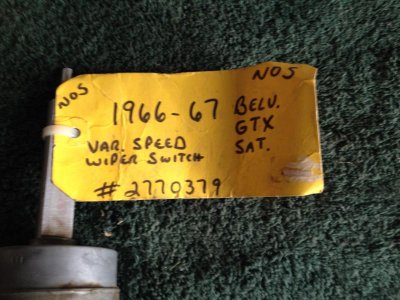 NOS
NOS
1966-67 BELV.
GTX
SAT.
VAR. SPEED
WIPER SWITCH
#2770379